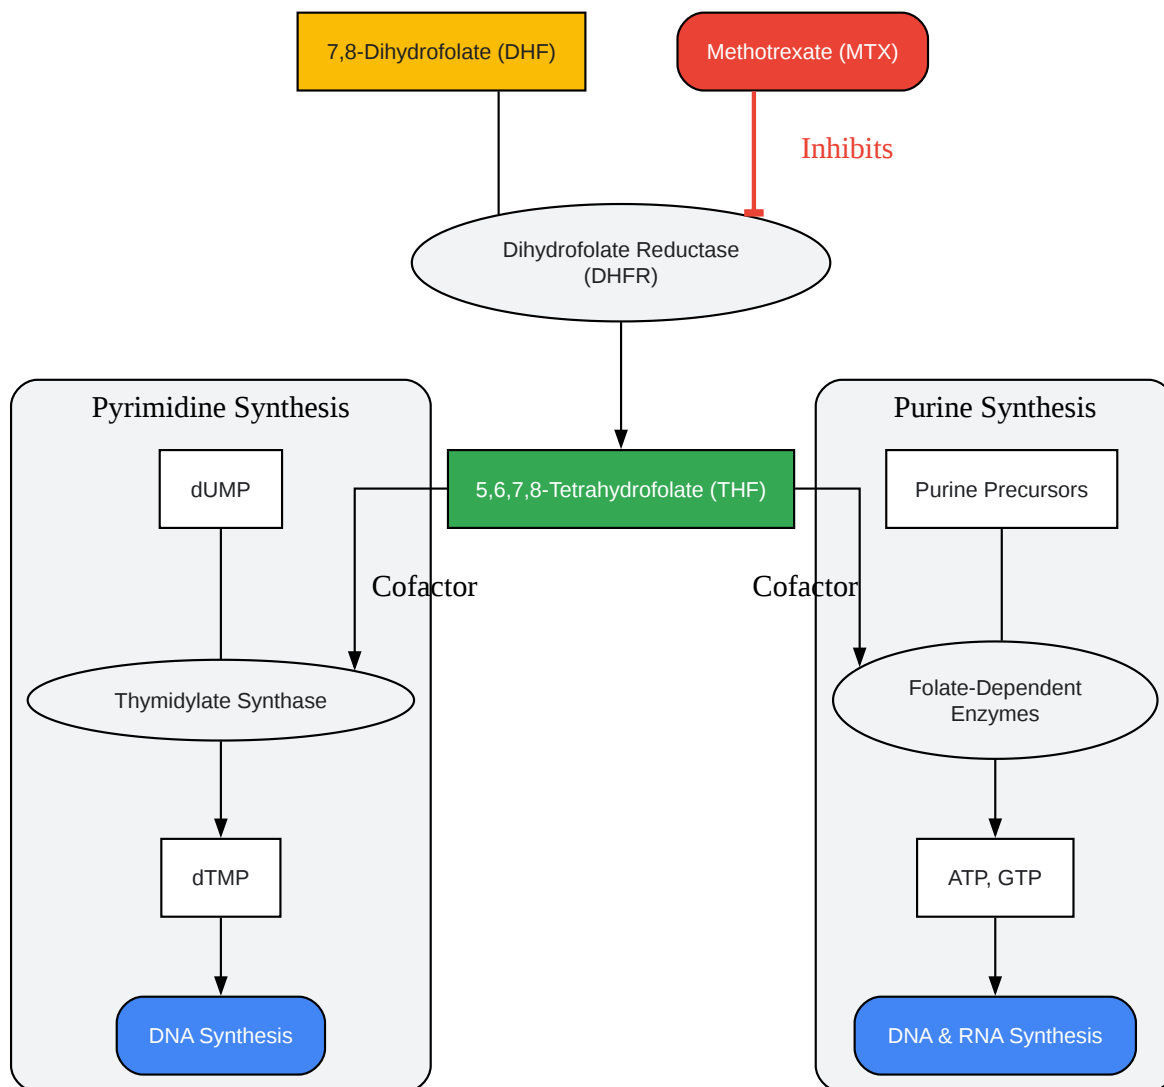 7,8-Dihydrofolate (DHF)
Methotrexate (MTX)
Inhibits
Dihydrofolate Reductase
(DHFR)
Pyrimidine Synthesis
Purine Synthesis
dUMP
5,6,7,8-Tetrahydrofolate (THF)
Purine Precursors
Cofactor
Cofactor
Thymidylate Synthase
Folate-Dependent
Enzymes
dTMP
ATP, GTP
DNA Synthesis
DNA & RNA Synthesis